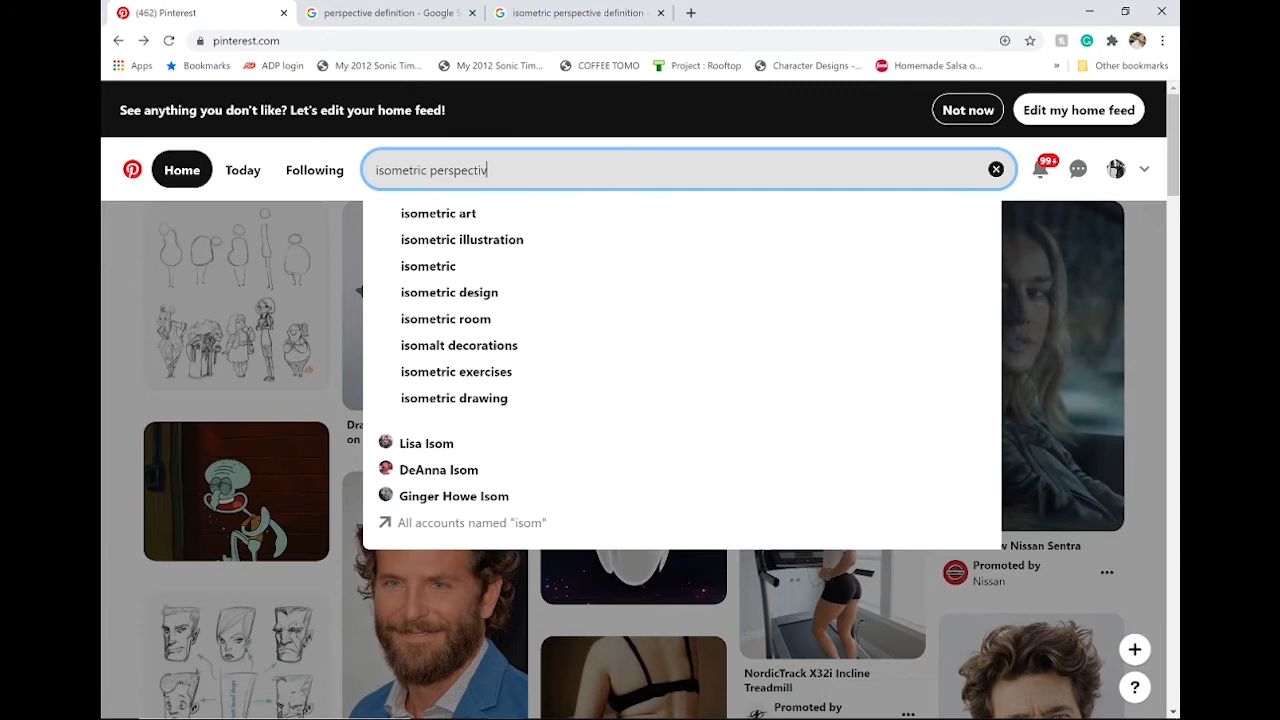 (462) Pinterest
perspective definition - Google S
isometric perspective definition
pinterest.com
Apps
Bookmarks
ADP login
My 2012 Sonic Tim...
My 2012 Sonic Tim...
COFFEE TOMO
Project : Rooftop
Character Designs -...
Homemade Salsa o...
»
Other bookmarks
See anything you don't like? Let's edit your home feed!
Not now
Edit my home feed
Home
Today
Following
isometric perspectiv
99+
isometric art
isometric illustration
isometric
isometric design
isometric room
isomalt decorations
isometric exercises
isometric drawing
Lisa Isom
DeAnna Isom
Ginger Howe Isom
All accounts named "isom"
Dra
on
w Nissan Sentra
Promoted by
Nissan
NordicTrack X32i Incline
Treadmill
Promoted by
+
?